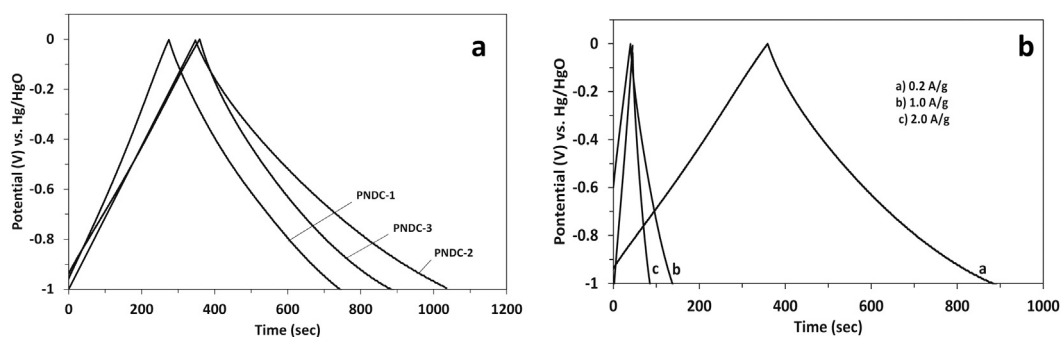 a
0
-0.2
-0.4
-0.6
-0.8
-1
Potential (V) vs. Hg/HgO
PNDC-1
PNDC-3
PNDC-2
0 200 400 600 800 1000 1200
Time (sec)
b
0
-0.2
-0.4
-0.6
-0.8
-1
Pontential (V) vs. Hg/HgO
a) 0.2 A/g
b) 1.0 A/g
c) 2.0 A/g
c b a
0 200 400 600 800 1000
Time (sec)